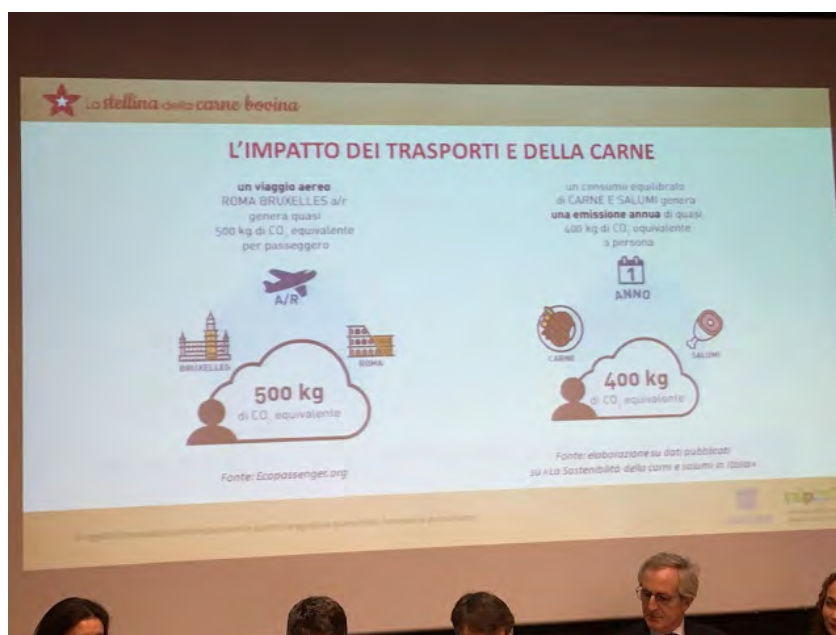 La stellina della carne bovina
L'IMPATTO DEI TRASPORTI E DELLA CARNE
un viaggio aereo
ROMA BRUXELLES a/r
genera quasi
500 kg di CO2 equivalente
per passeggero
A/R
BRUXELLES
ROMA
500 kg
di CO2 equivalente
Fonte: Ecopassenger.org
un consumo equilibrato
di CARNE E SALUMI genera
una emissione annua di quasi
400 kg di CO2 equivalente
a persona
1
ANNO
CARNE
SALUMI
400 kg
di CO2 equivalente
Fonte: elaborazione su dati pubblicati
su «La Sostenibilità della carni e salumi in Italia»